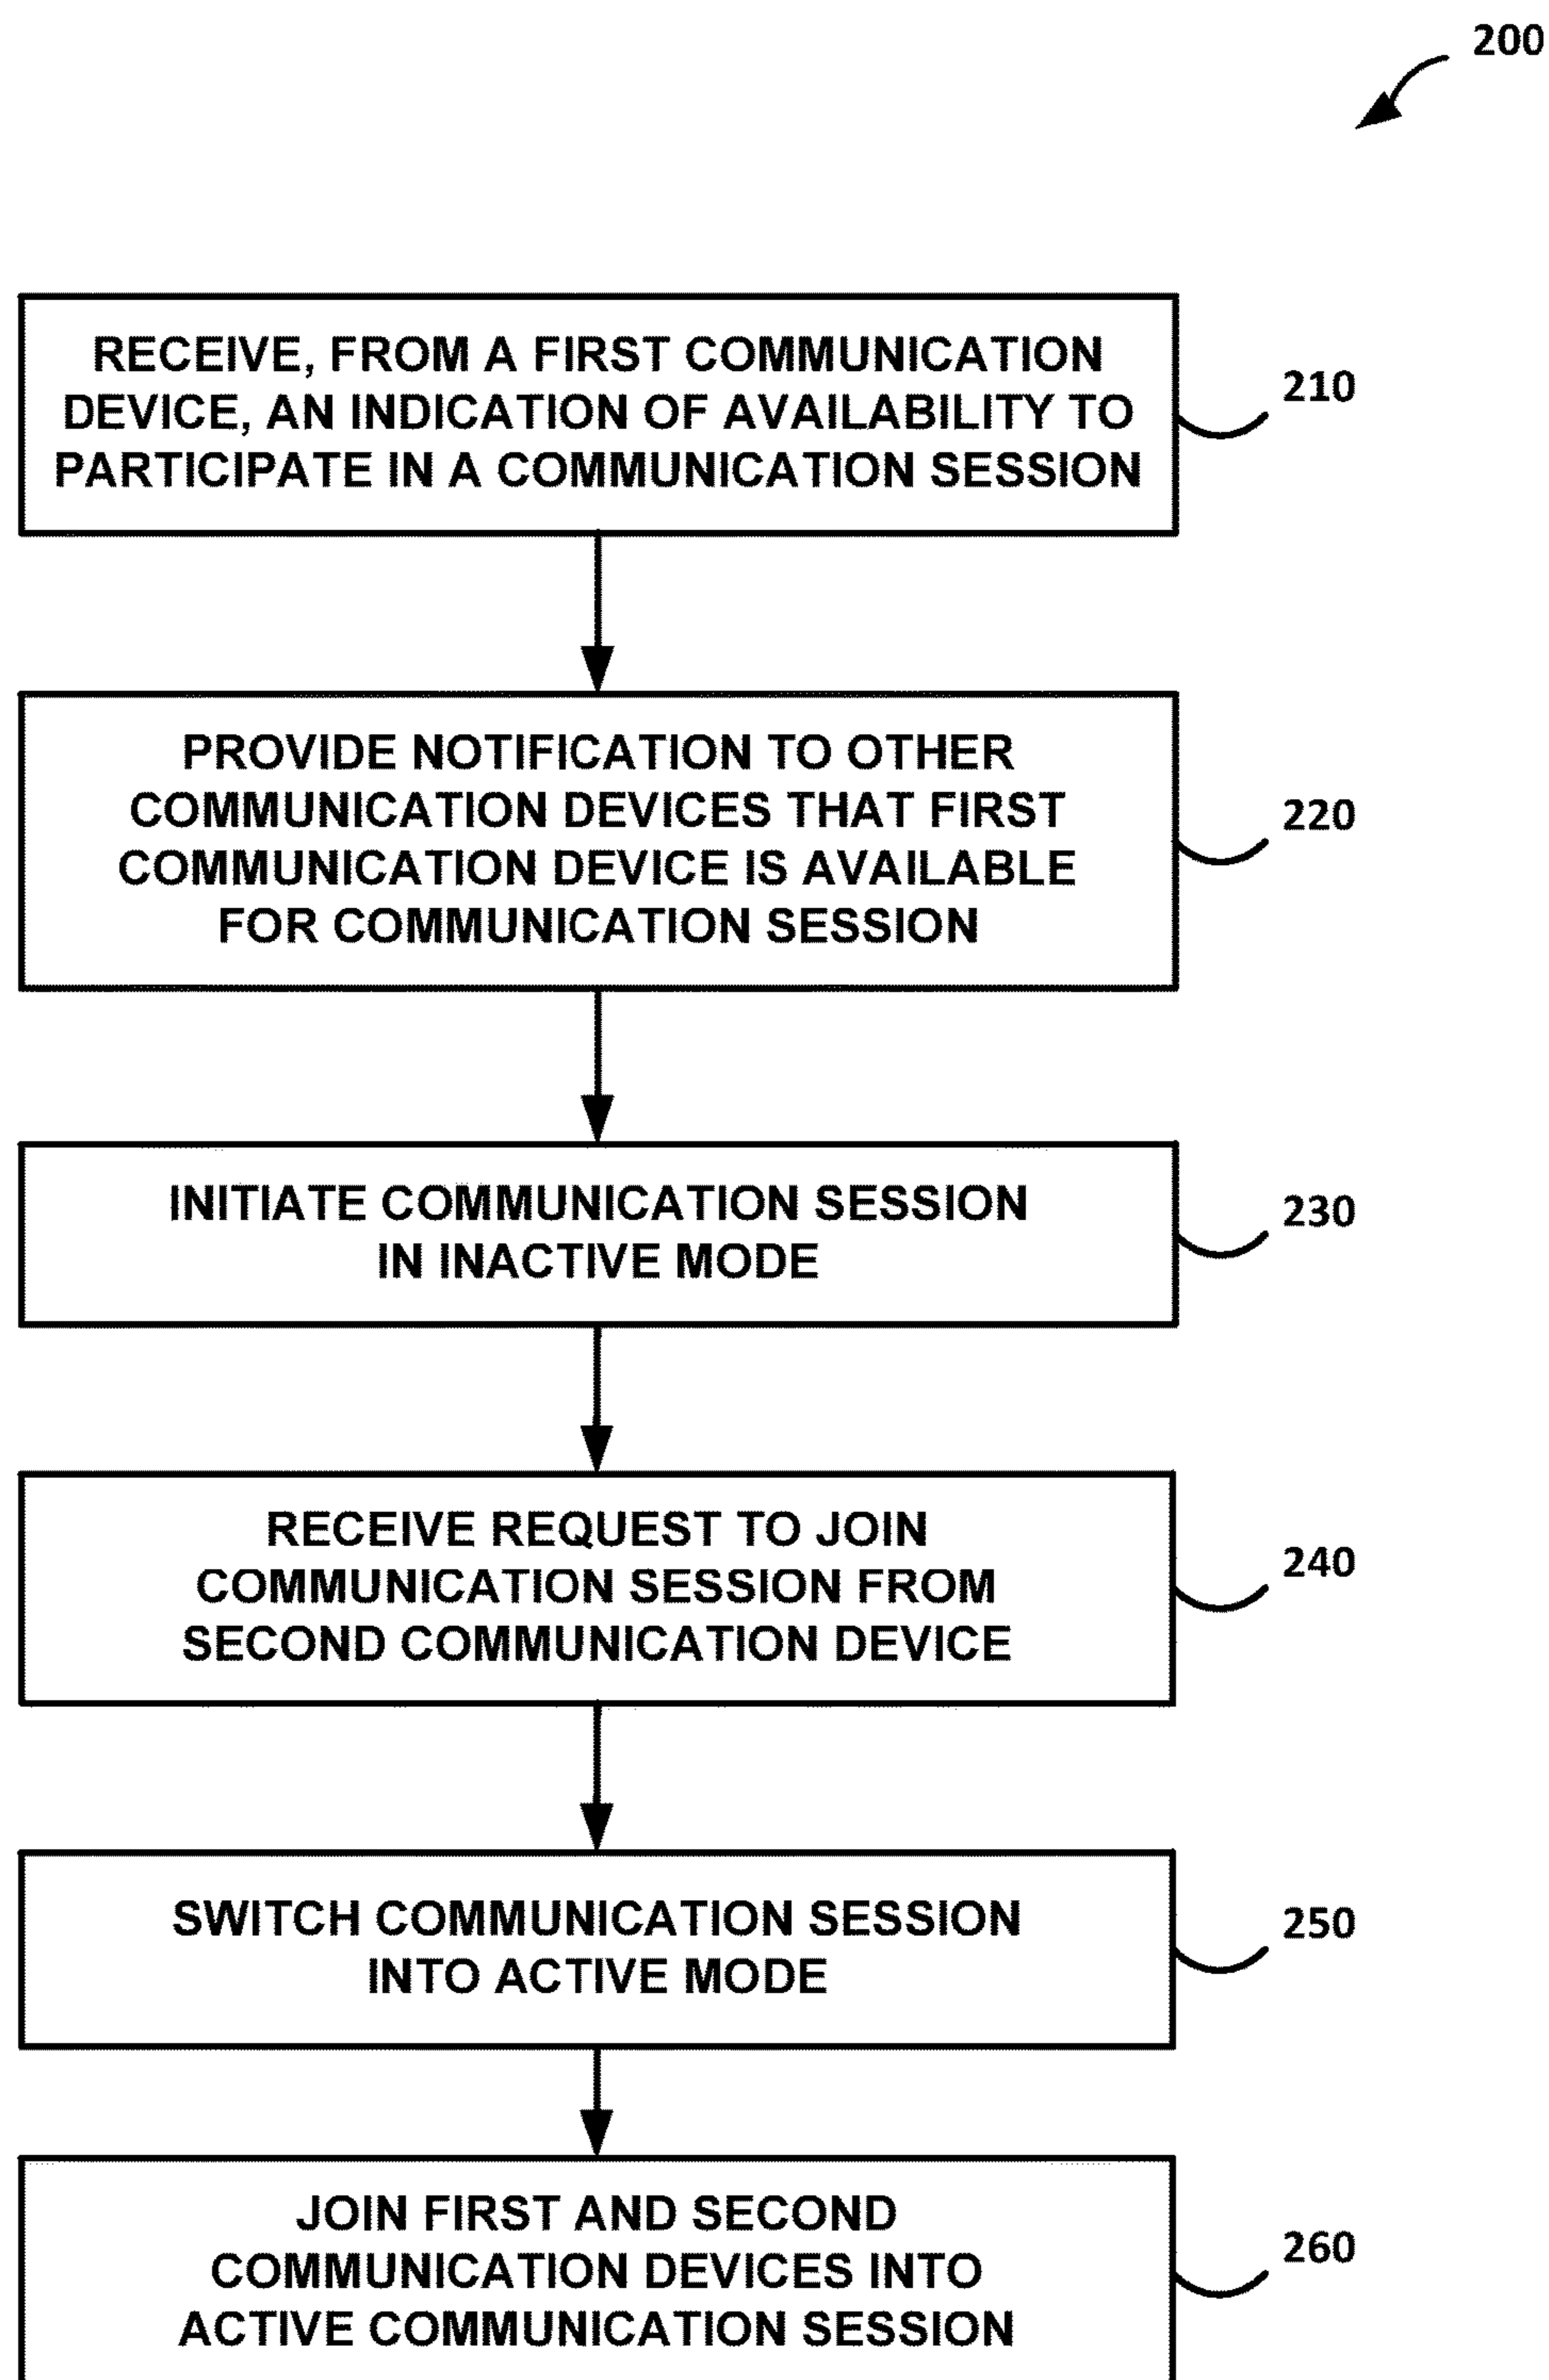 200
RECEIVE, FROM A FIRST COMMUNICATION
DEVICE, AN INDICATION OF AVAILABILITY TO
PARTICIPATE IN A COMMUNICATION SESSION
210
PROVIDE NOTIFICATION TO OTHER
COMMUNICATION DEVICES THAT FIRST
COMMUNICATION DEVICE IS AVAILABLE
FOR COMMUNICATION SESSION
220
INITIATE COMMUNICATION SESSION
IN INACTIVE MODE
230
RECEIVE REQUEST TO JOIN
COMMUNICATION SESSION FROM
SECOND COMMUNICATION DEVICE
240
SWITCH COMMUNICATION SESSION
INTO ACTIVE MODE
250
JOIN FIRST AND SECOND
COMMUNICATION DEVICES INTO
ACTIVE COMMUNICATION SESSION
260